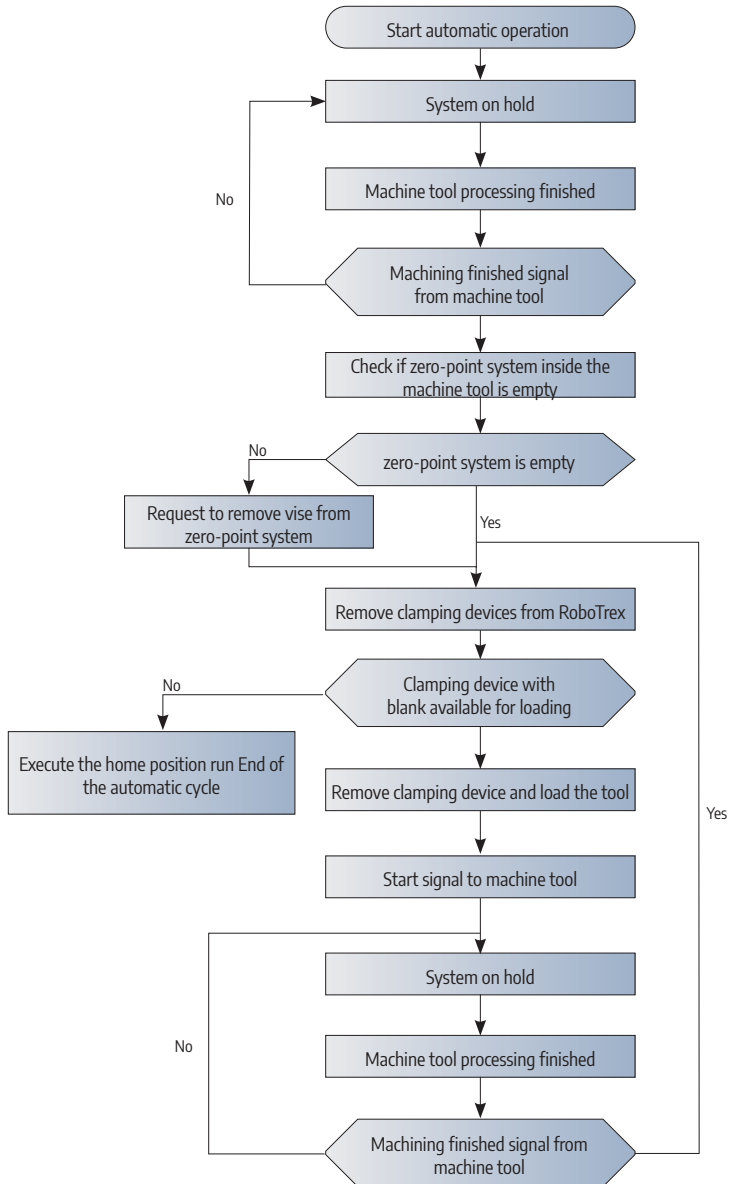 Start automatic operation
System on hold
No
Machine tool processing finished
Machining finished signal
from machine tool
Check if zero-point system inside the
machine tool is empty
No
zero-point system is empty
Request to remove vise from
zero-point system
Yes
Remove clamping devices from RoboTrex
No
Clamping device with
blank available for loading
Execute the home position run End of
the automatic cycle
Remove clamping device and load the tool
Yes
Start signal to machine tool
System on hold
No
Machine tool processing finished
Machining finished signal from
machine tool